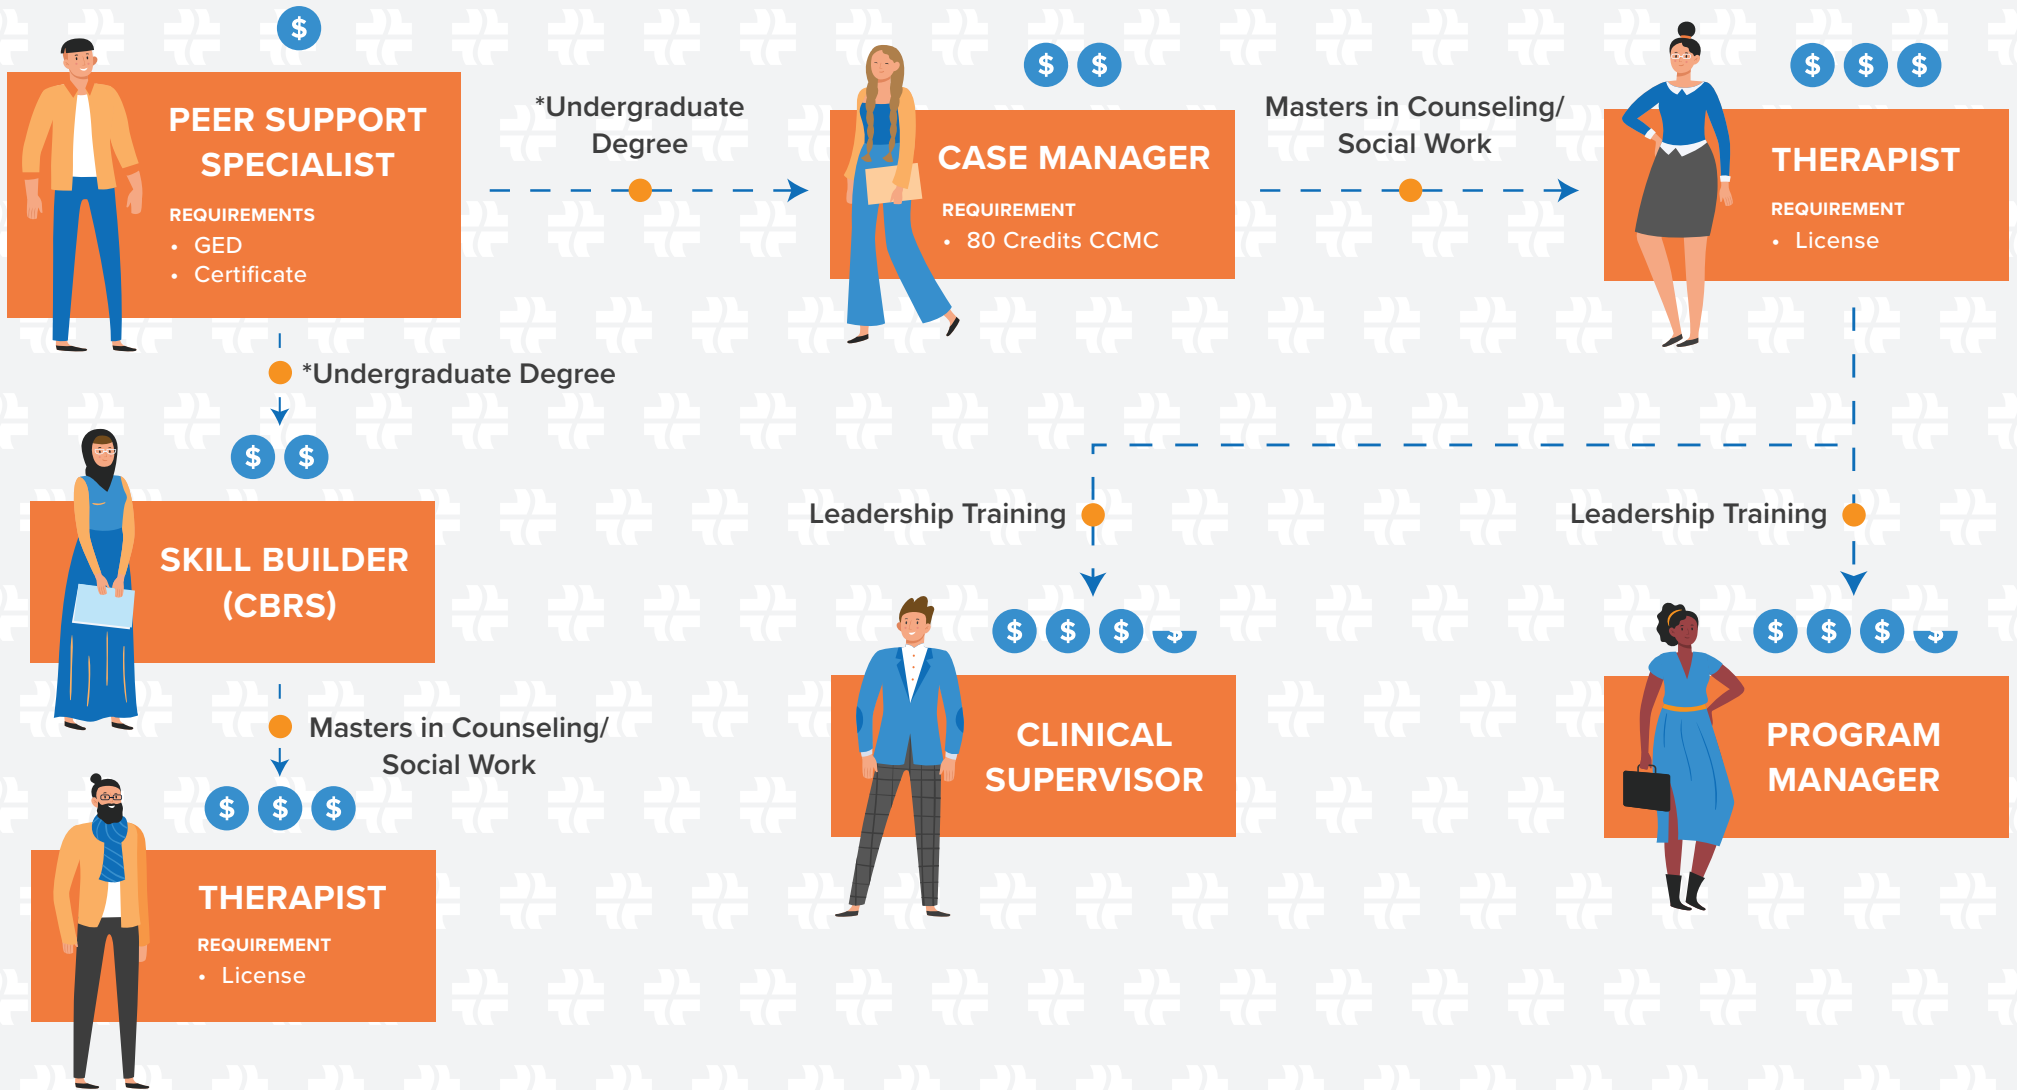 $
PEER SUPPORT
SPECIALIST
REQUIREMENTS
• GED
• Certificate
*Undergraduate
Degree
$ $
CASE MANAGER
REQUIREMENT
• 80 Credits CCMC
Masters in Counseling/
Social Work
$ $ $
THERAPIST
REQUIREMENT
• License
*Undergraduate Degree
$ $
SKILL BUILDER
(CBRS)
Masters in Counseling/
Social Work
$ $ $
THERAPIST
REQUIREMENT
• License
Leadership Training
$ $ $ $
CLINICAL
SUPERVISOR
Leadership Training
$ $ $ $
PROGRAM
MANAGER